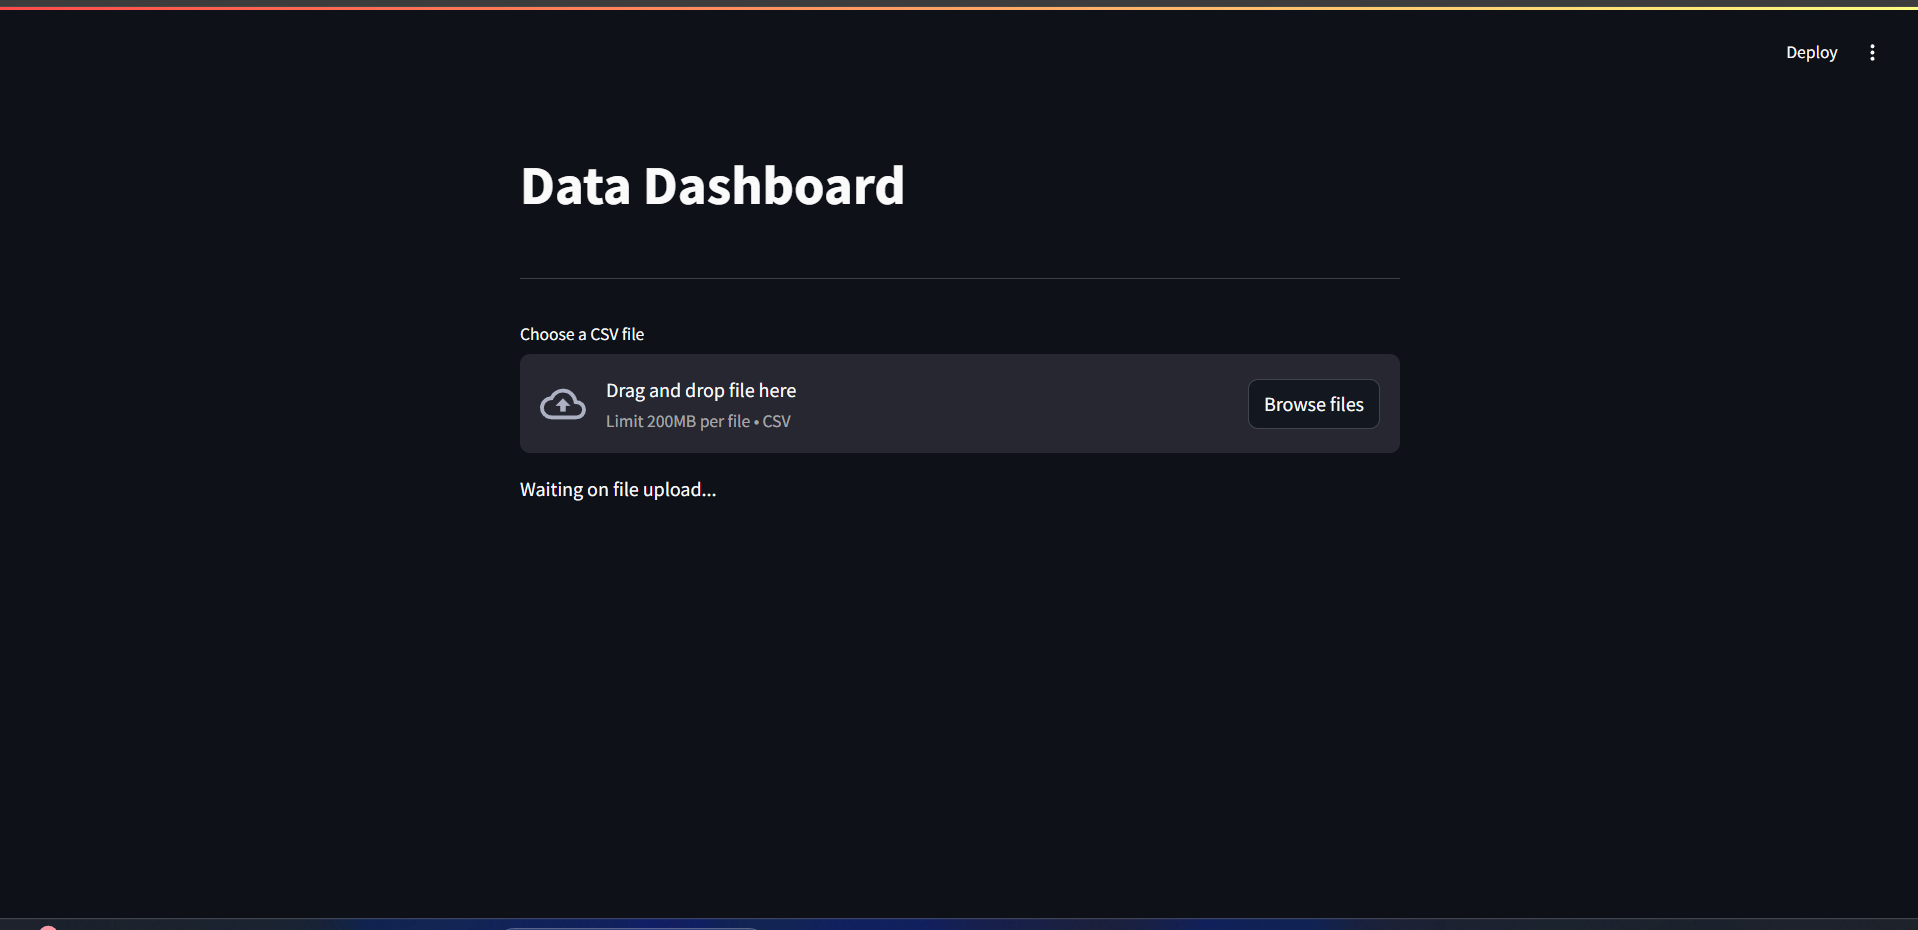 Deploy
Data Dashboard
Choose a CSV file
Drag and drop file here
Limit 200MB per file • CSV
Browse files
Waiting on file upload...